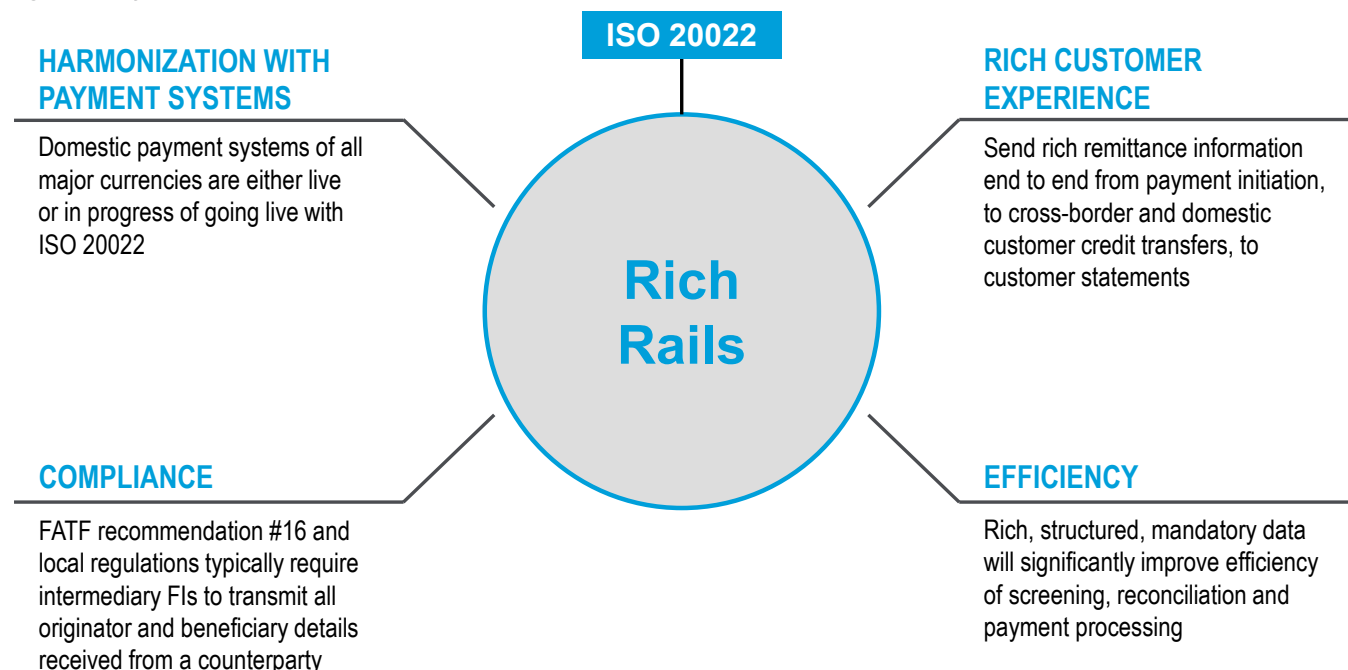 ISO 20022
HARMONIZATION WITH
PAYMENT SYSTEMS
Domestic payment systems of all
major currencies are either live
or in progress of going live with
ISO 20022
RICH CUSTOMER
EXPERIENCE
Send rich remittance information
end to end from payment initiation,
to cross-border and domestic
customer credit transfers, to
customer statements
Rich
Rails
COMPLIANCE
FATF recommendation #16 and
local regulations typically require
intermediary FIs to transmit all
originator and beneficiary details
received from a counterparty
EFFICIENCY
Rich, structured, mandatory data
will significantly improve efficiency
of screening, reconciliation and
payment processing